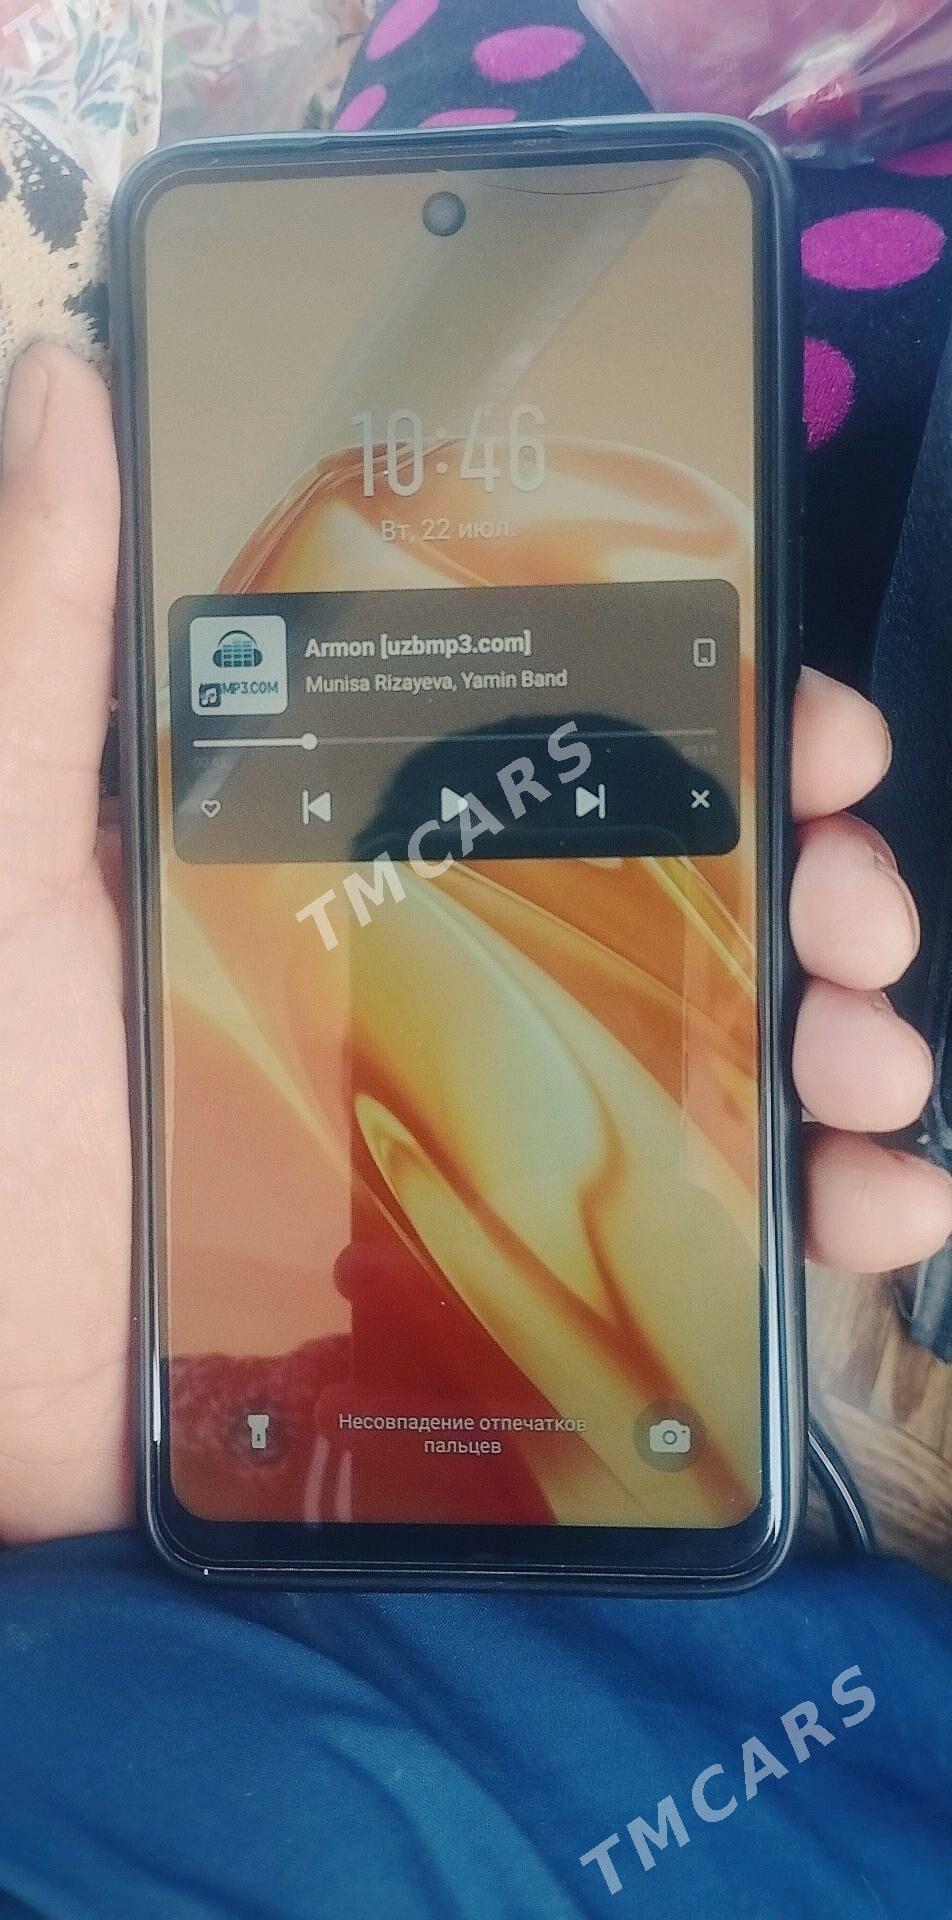 TM
10:46
Вт, 22 июл.
Armon [uzbmp3.com]
Munisa Rizayeva, Yamin Band
MP3.COM
TMCARS
Несовпадение отпечатков
пальцев
TMCARS